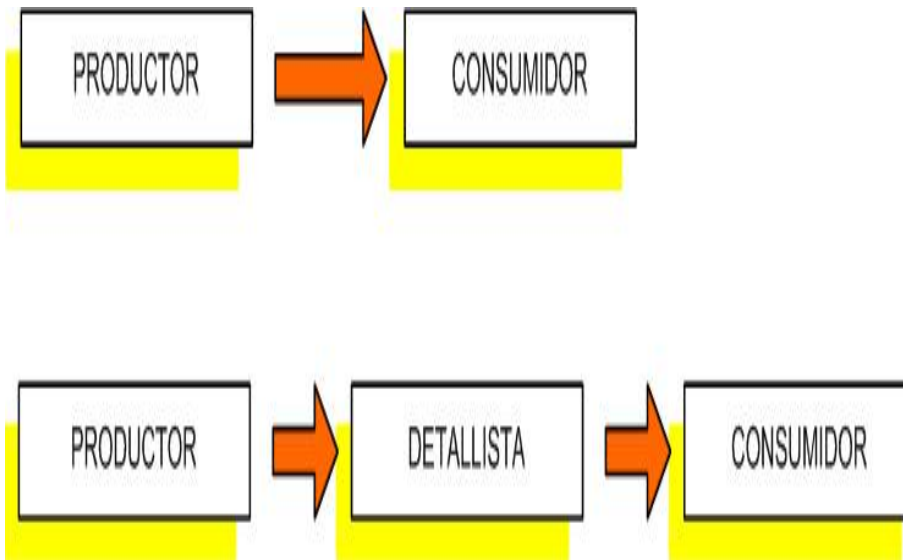 PRODUCTOR
CONSUMIDOR
PRODUCTOR
DETALLISTA
CONSUMIDOR